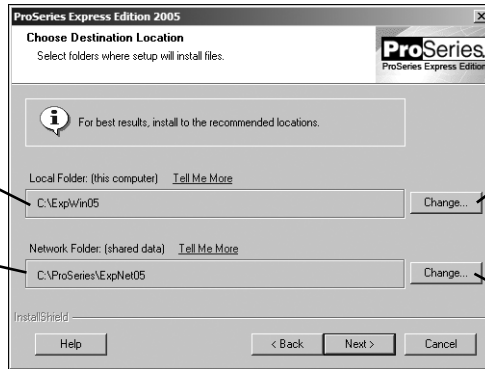 ProSeries Express Edition 2005
Choose Destination Location
Select folders where setup will install files.
ProSeries
ProSeries Express Edition
For best results, install to the recommended locations.
Local Folder: (this computer) Tell Me More
C:\ExpWin05
Change...
Network Folder: (shared data) Tell Me More
C:\ProSeries\ExpNet05
Change...
InstallShield
Help
< Back
Next >
Cancel